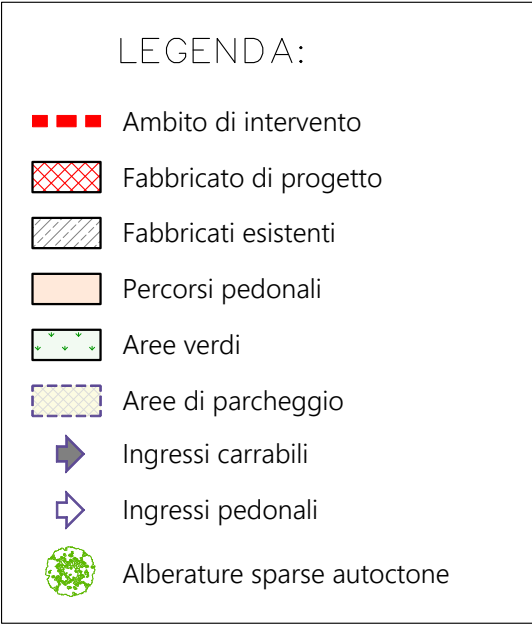 LEGENDA:
Ambito di intervento
Fabbricato di progetto
Fabbricati esistenti
Percorsi pedonali
Aree verdi
Aree di parcheggio
Ingressi carrabili
Ingressi pedonali
Alberature sparse autoctone